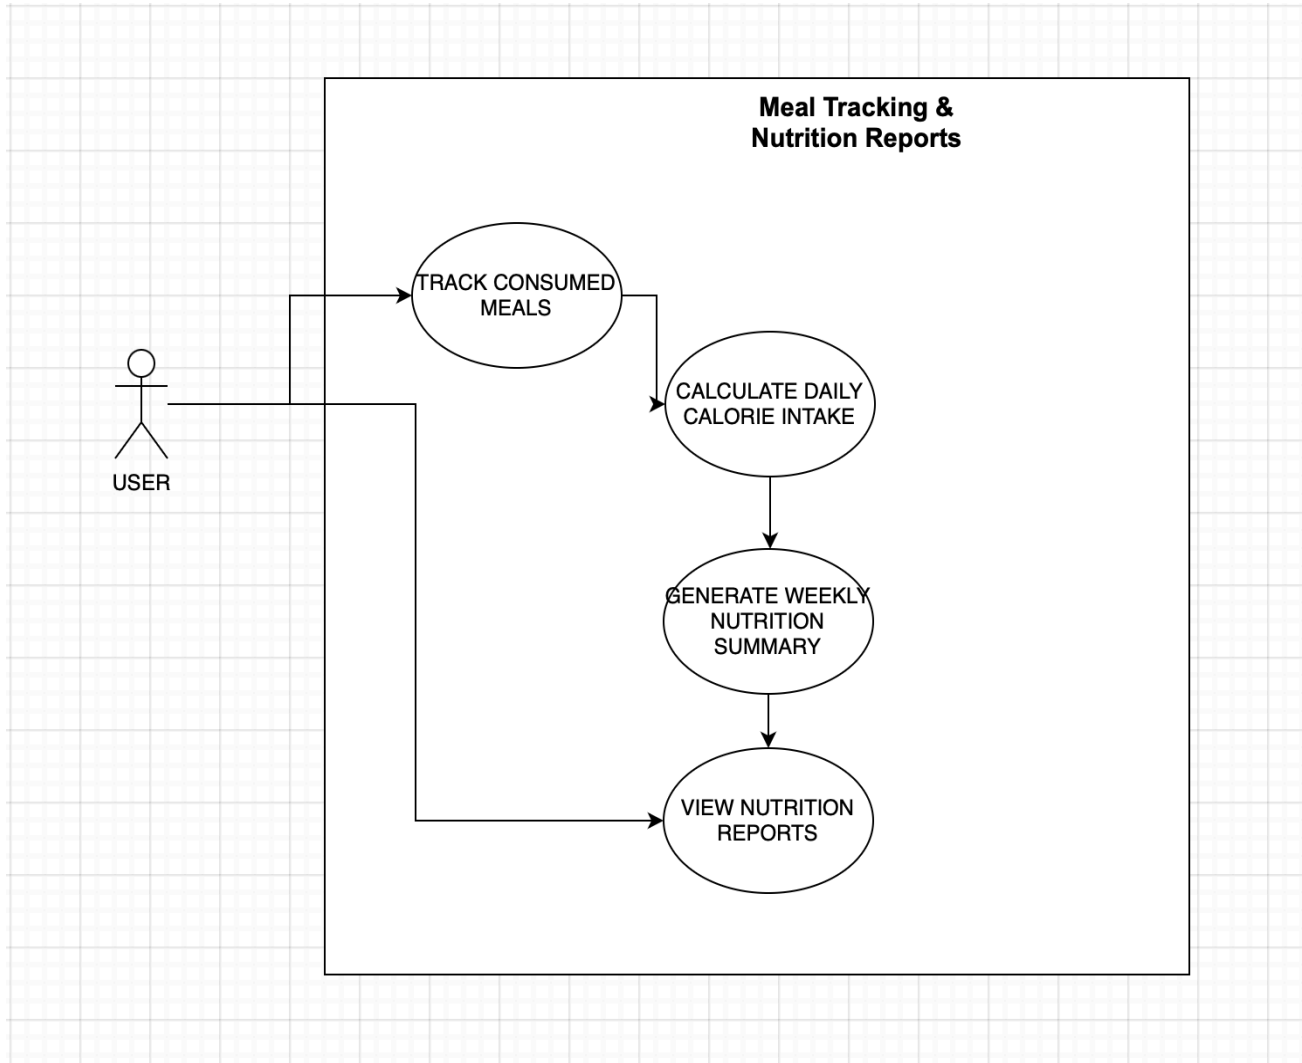 Meal Tracking &
Nutrition Reports
TRACK CONSUMED
MEALS
CALCULATE DAILY
CALORIE INTAKE
USER
GENERATE WEEKLY
NUTRITION
SUMMARY
VIEW NUTRITION
REPORTS